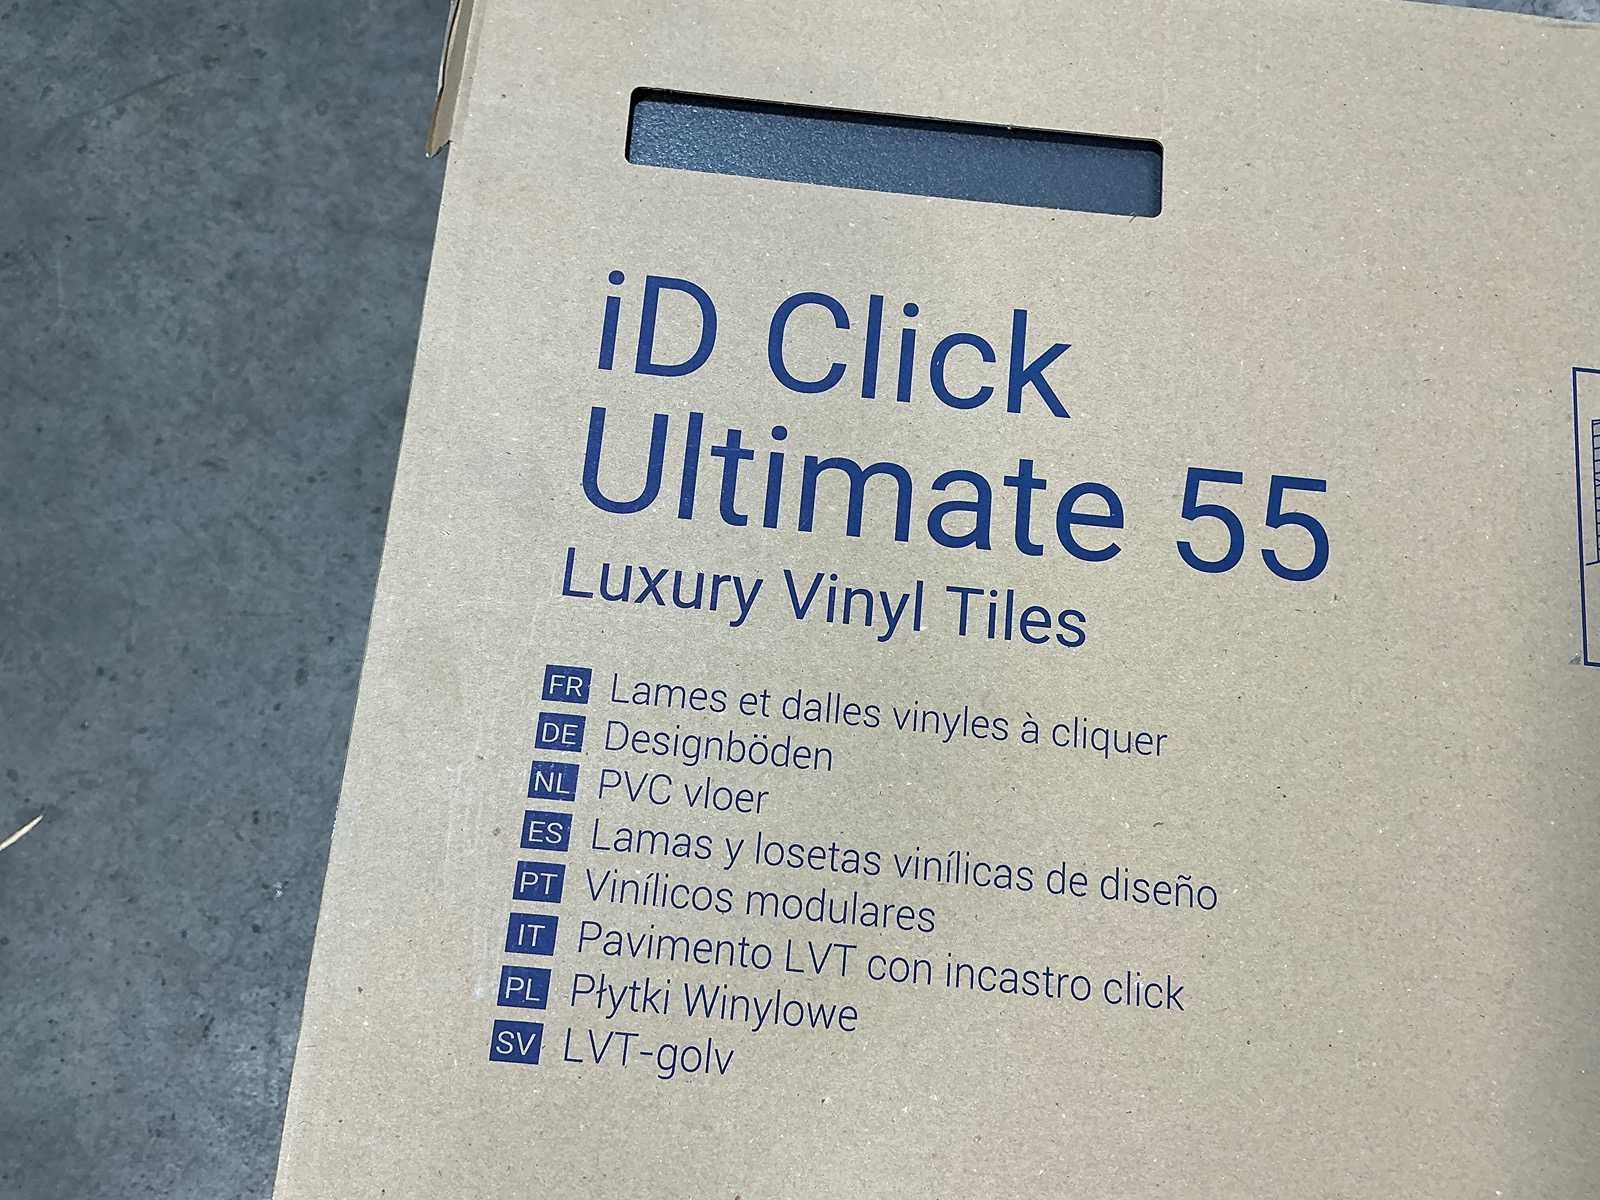 iD Click
Ultimate 55
Luxury Vinyl Tiles
FR Lames et dalles vinyles à cliquer
DE Designböden
NL PVC vloer
ES Lamas y losetas vinílicas de diseño
PT Vinílicos modulares
IT Pavimento LVT con incastro click
PL Płytki Winylowe
SV LVT-golv